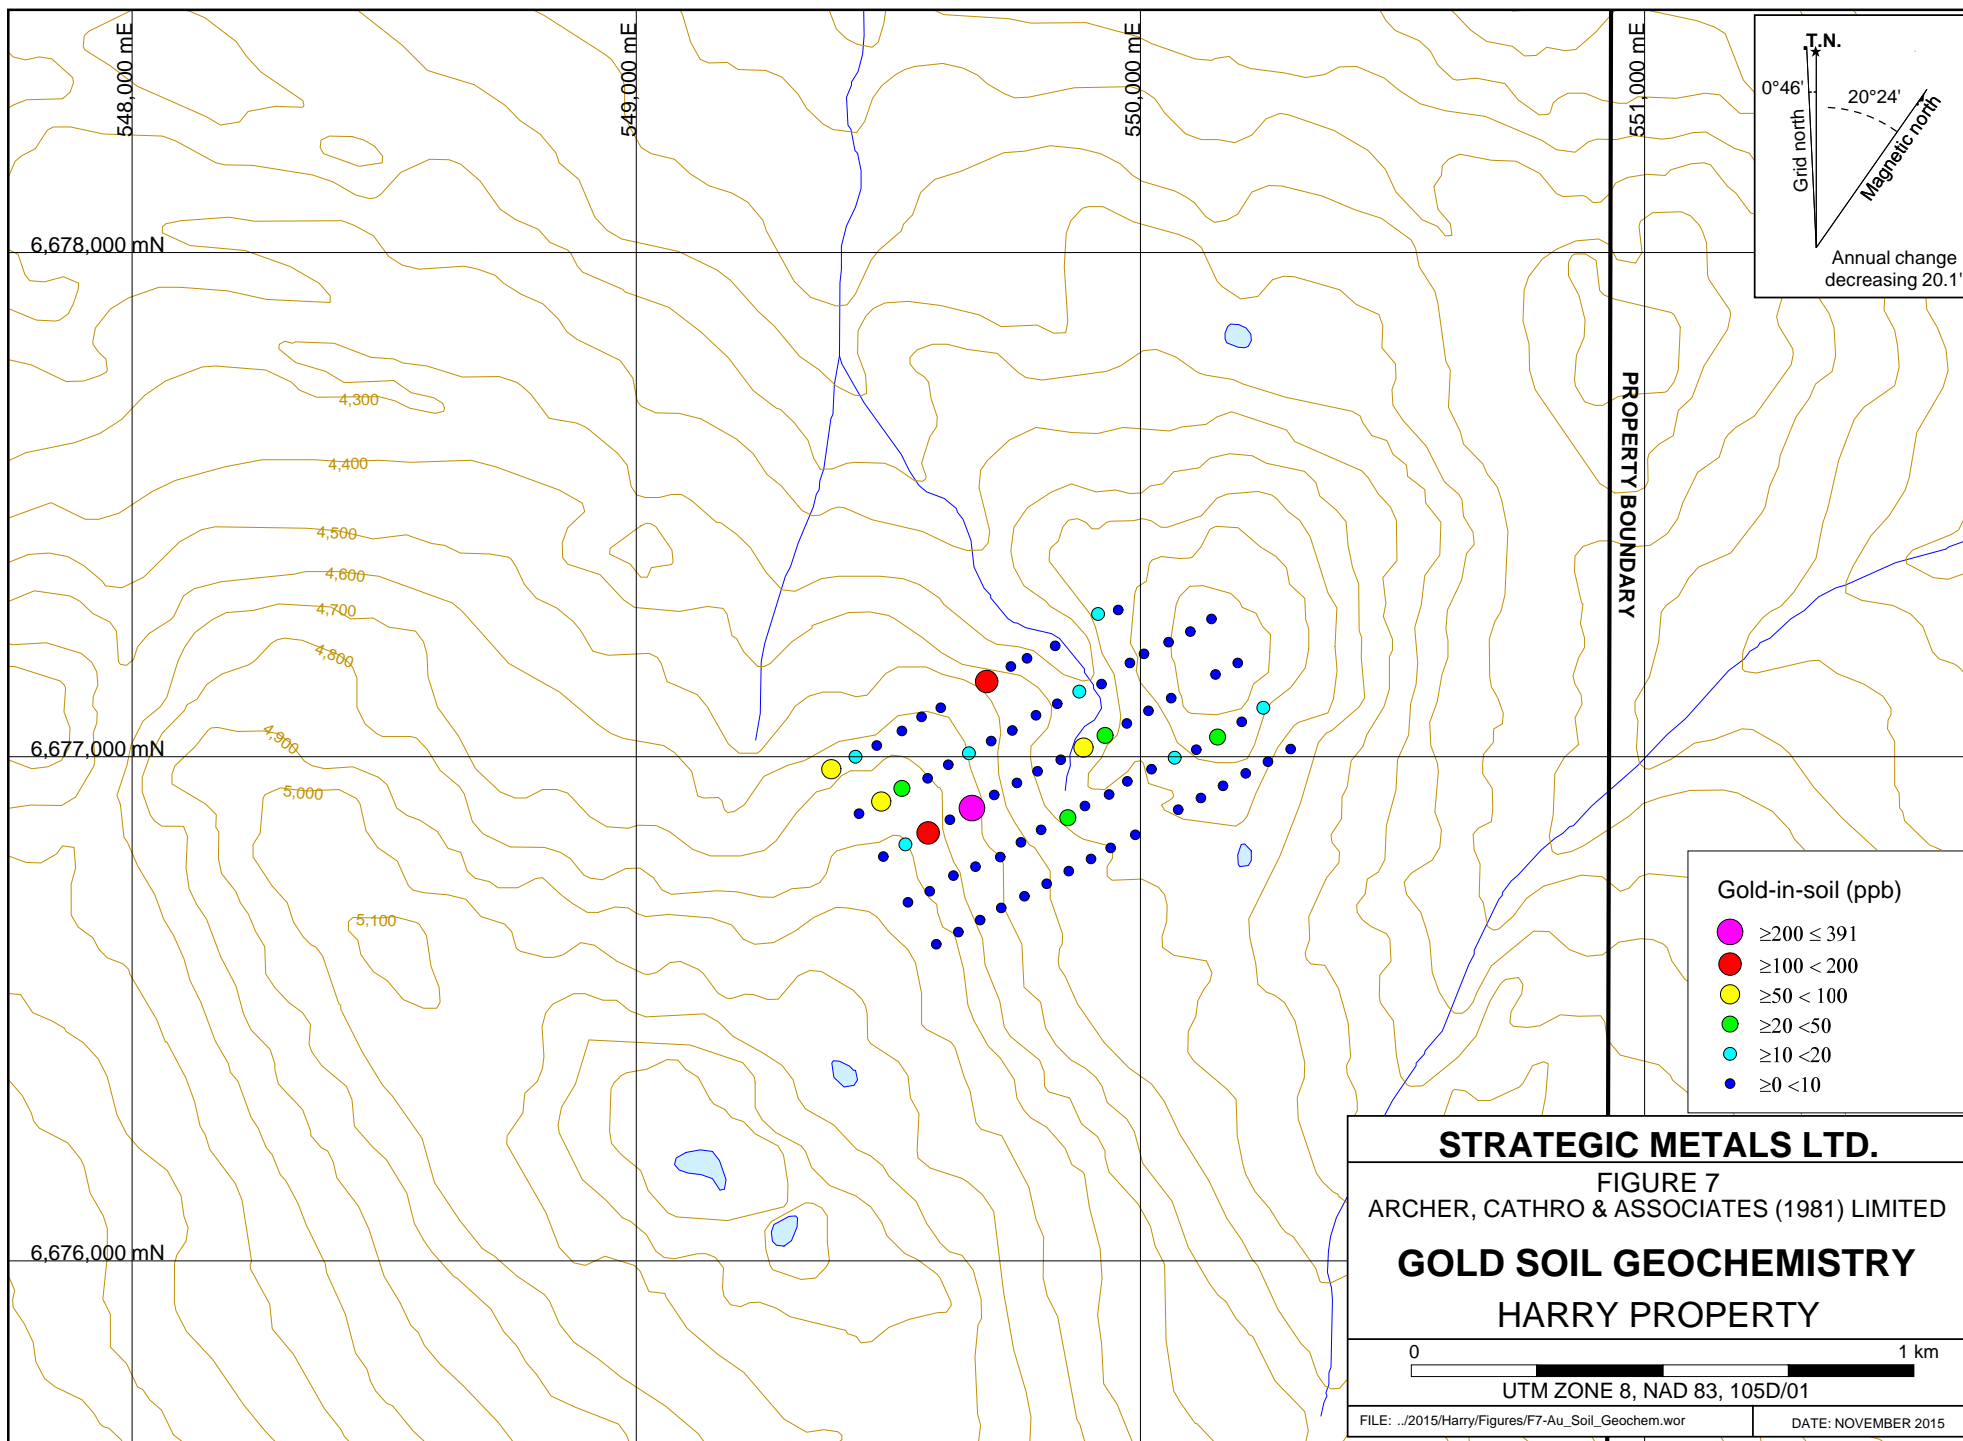 548,000 mE
549,000 mE
550,000 mE
551,000 mE
T.N.
0°46'
20°24'
Grid north
Magnetic north
Annual change
decreasing 20.1'
6,678,000 mN
PROPERTY BOUNDARY
4,300
4,400
4,500
4,600
4,700
4,800
4,900
6,677,000 mN
5,000
5,100
Gold-in-soil (ppb)
≥200 ≤ 391
≥100 < 200
≥50 < 100
≥20 <50
≥10 <20
≥0 <10
6,676,000 mN
STRATEGIC METALS LTD.
FIGURE 7
ARCHER, CATHRO & ASSOCIATES (1981) LIMITED
GOLD SOIL GEOCHEMISTRY
HARRY PROPERTY
0 1 km
UTM ZONE 8, NAD 83, 105D/01
FILE: ../2015/Harry/Figures/F7-Au_Soil_Geochem.wor
DATE: NOVEMBER 2015